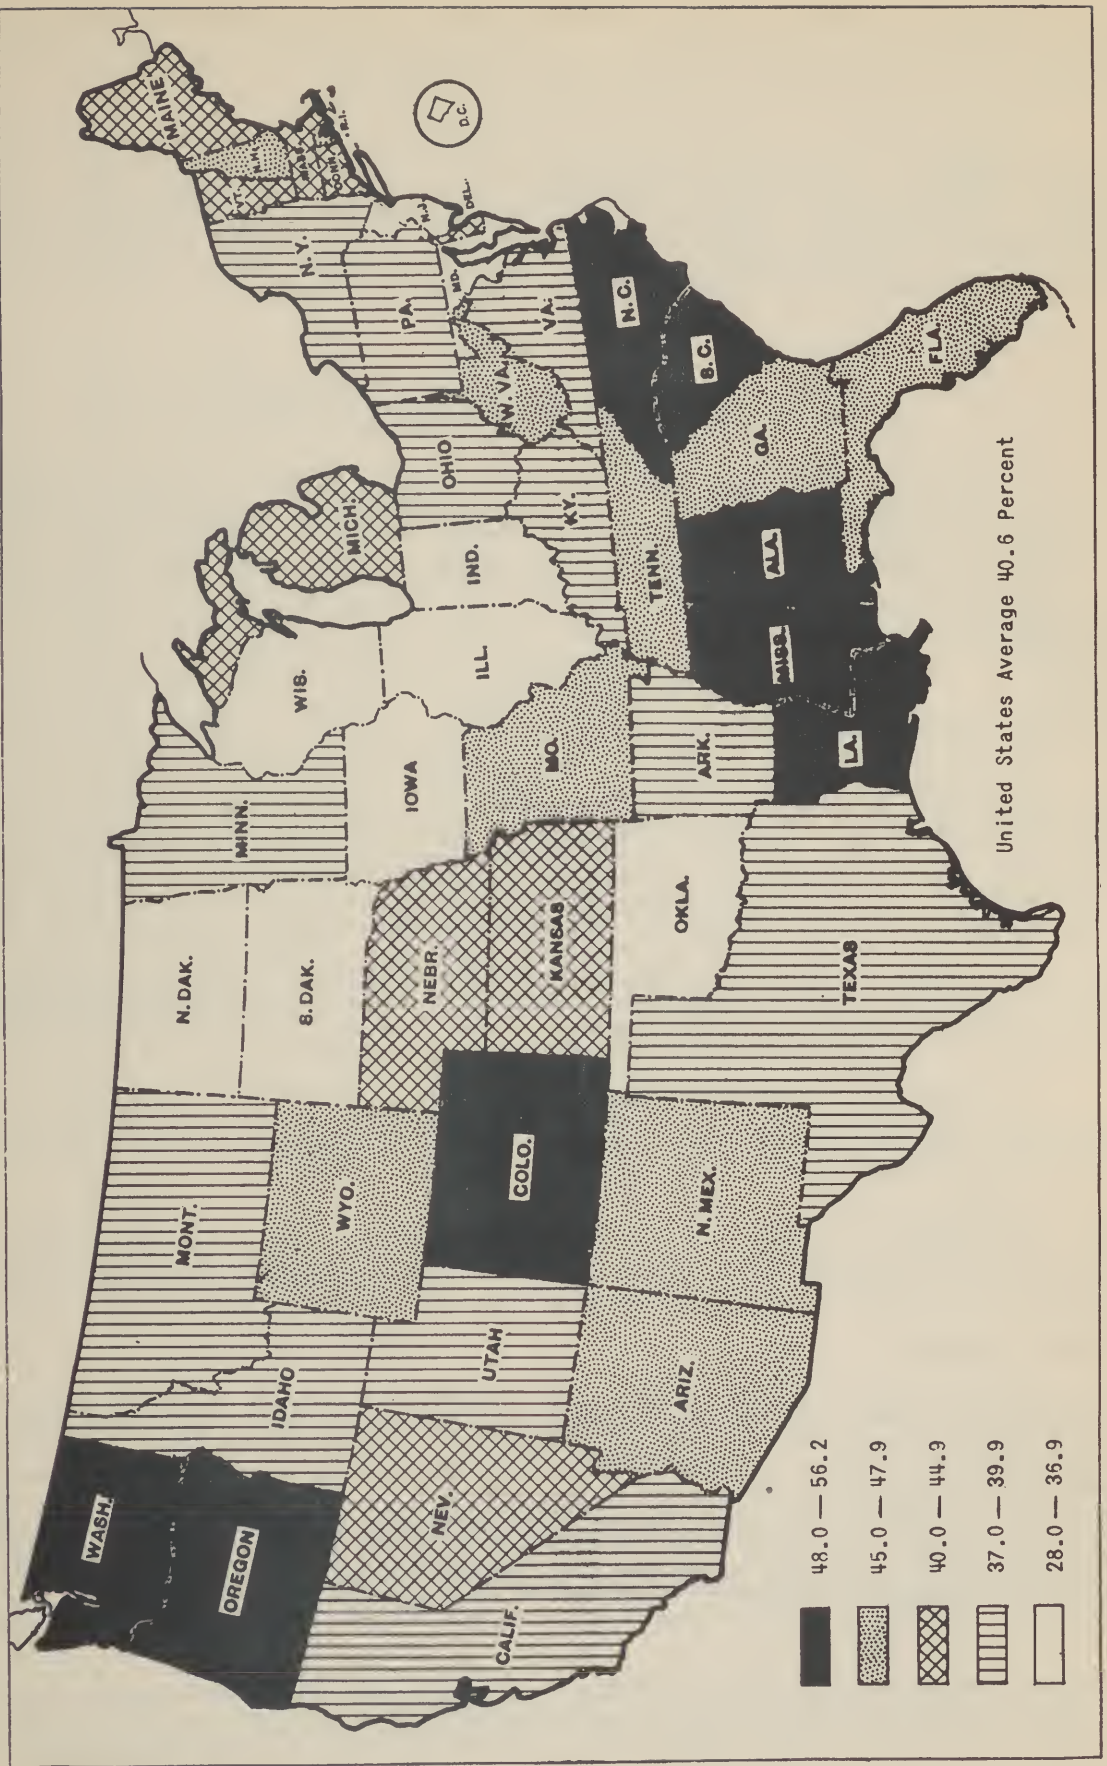 WASH.
OREGON
CALIF.
NEV.
IDAHO
MONT.
WYO.
UTAH
COLO.
ARIZ.
N. MEX.
N. DAK.
S. DAK.
NEBR.
KANSAS
OKLA.
TEXAS
MINN.
IOWA
MO.
ARK.
LA.
WIS.
ILL.
MICH.
IND.
OHIO
KY.
TENN.
MISS.
ALA.
GA.
FLA.
S. C.
N. C.
VA.
W. VA.
MD.
DEL.
PA.
N.J.
N. Y.
CONN.
R.I.
MASS.
VT.
N.H.
MAINE
D.C.
United States Average 40.6 Percent
48.0 — 56.2
45.0 — 47.9
40.0 — 44.9
37.0 — 39.9
28.0 — 36.9